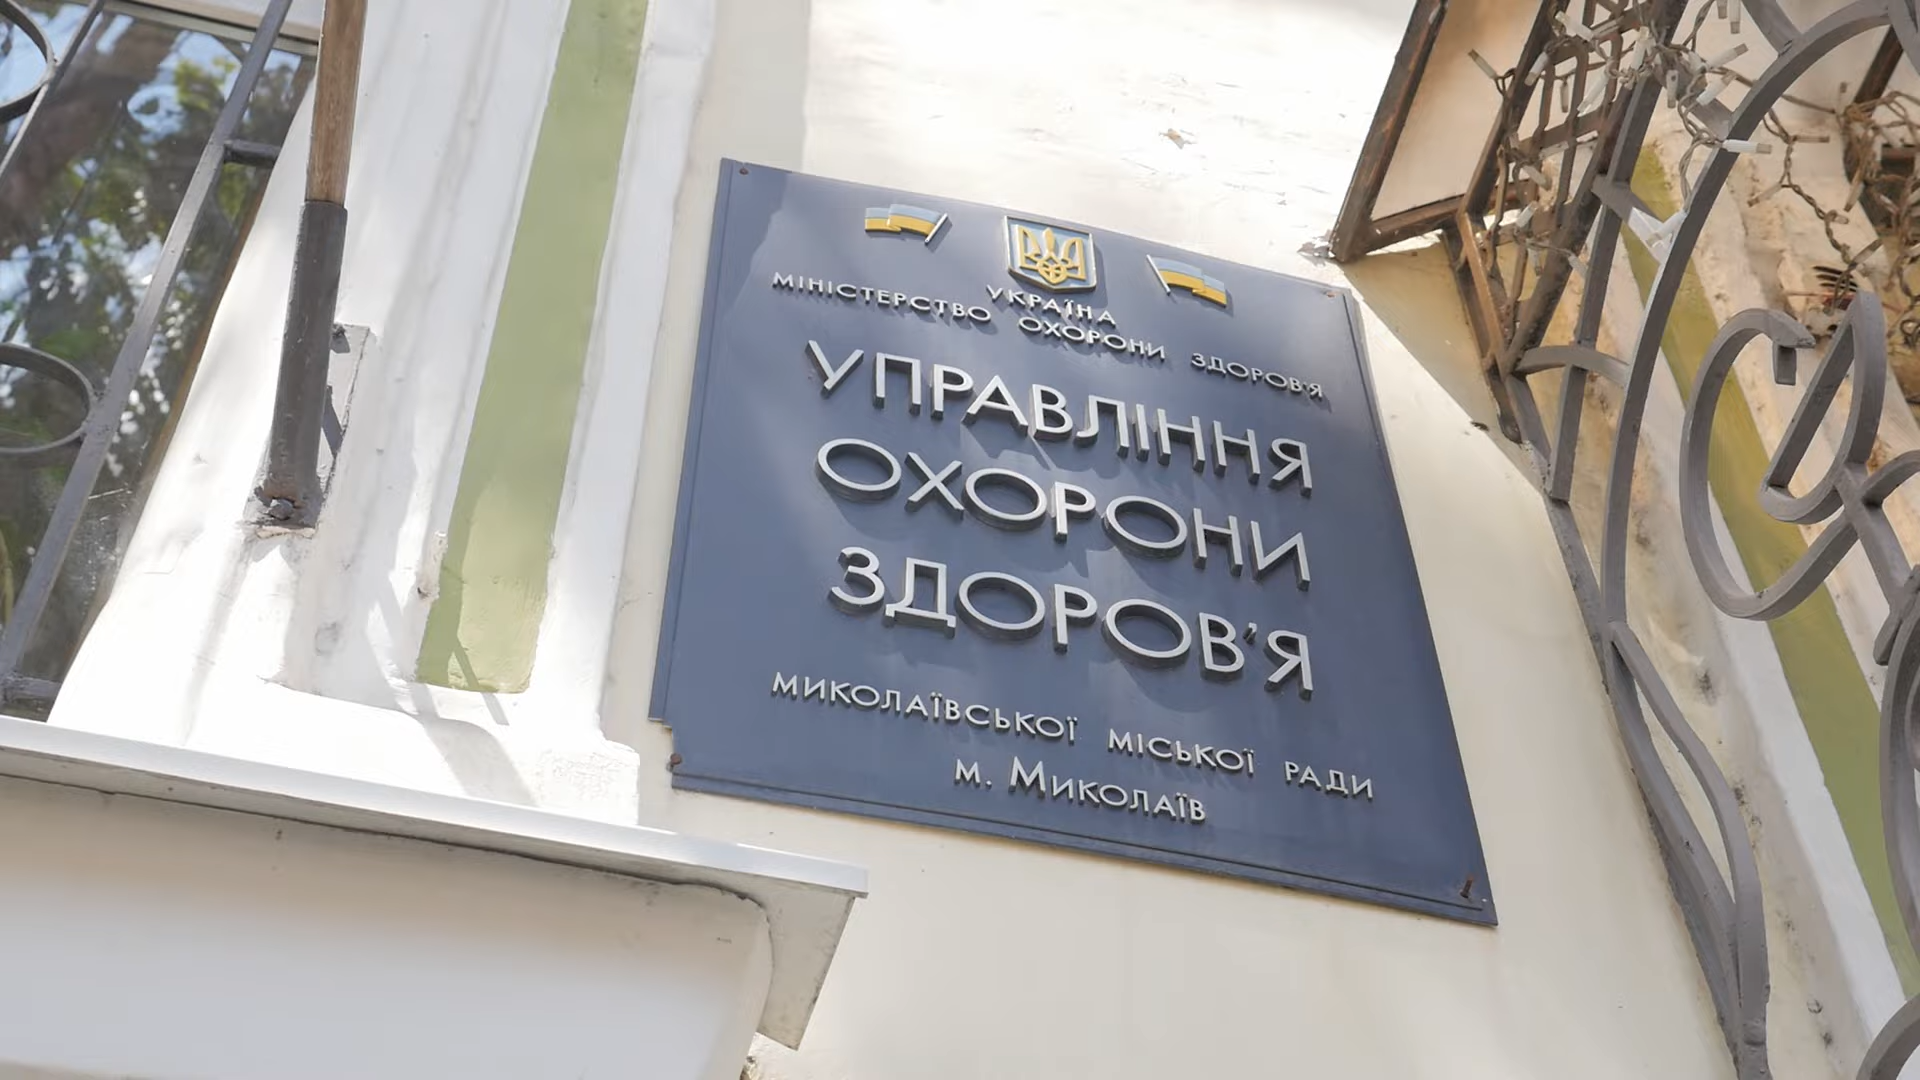 УКРАЇНА
МІНІСТЕРСТВО ОХОРОНИ ЗДОРОВ'Я
УПРАВЛІННЯ
ОХОРОНИ
ЗДОРОВ'Я
МИКОЛАЇВСЬКОЇ МІСЬКОЇ РАДИ
м. Миколаїв